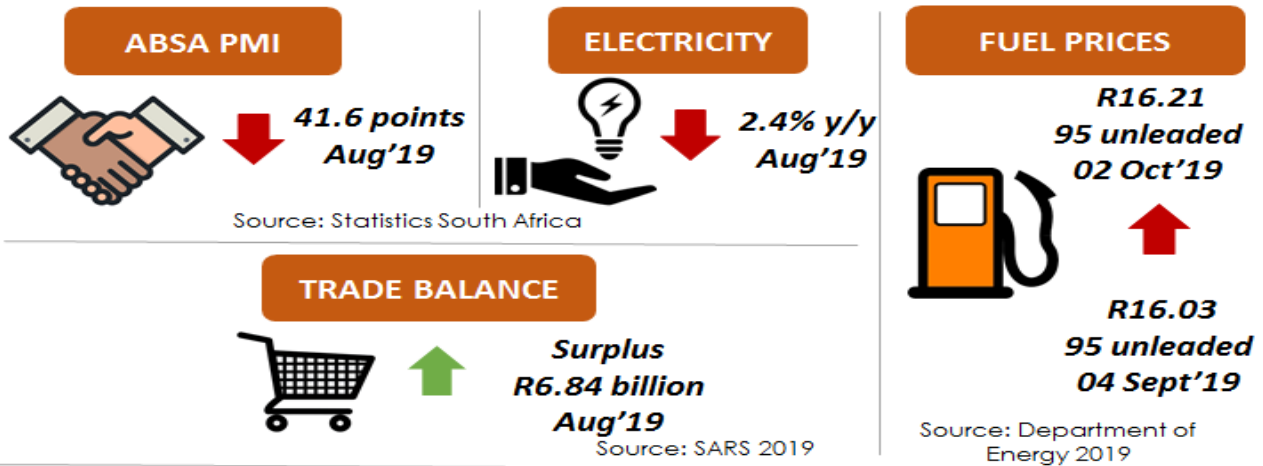 ABSA PMI
41.6 points
Aug’19
ELECTRICITY
2.4% y/y
Aug’19
Source: Statistics South Africa
TRADE BALANCE
Surplus
R6.84 billion
Aug’19
Source: SARS 2019
FUEL PRICES
R16.21
95 unleaded
02 Oct’19
R16.03
95 unleaded
04 Sept’19
Source: Department of
Energy 2019